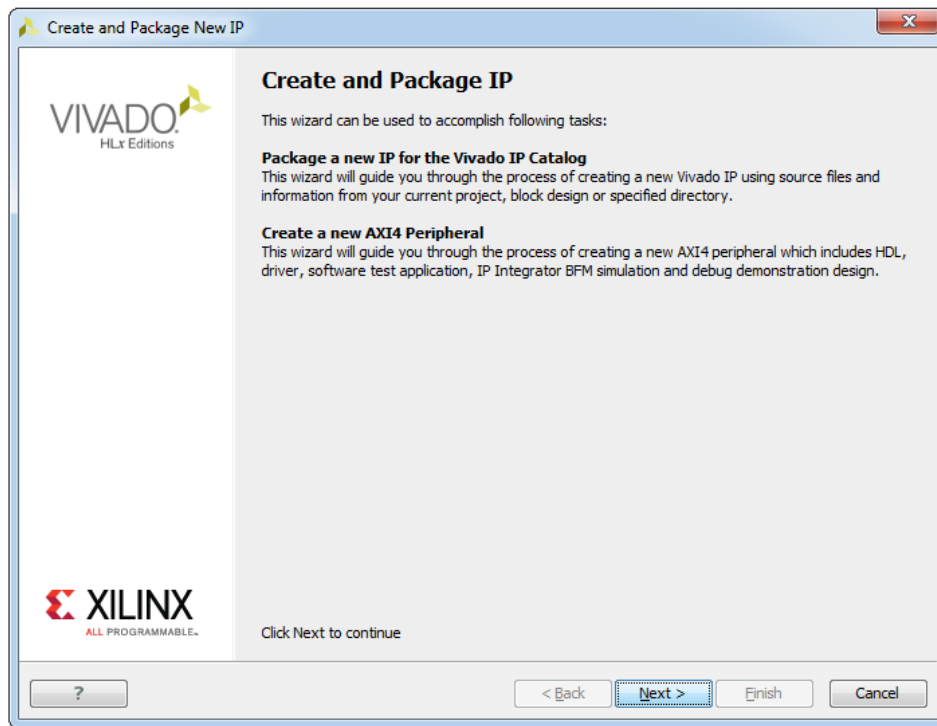 Create and Package New IP
VIVADO.
HLx Editions
Create and Package IP
This wizard can be used to accomplish following tasks:
Package a new IP for the Vivado IP Catalog
This wizard will guide you through the process of creating a new Vivado IP using source files and
information from your current project, block design or specified directory.
Create a new AXI4 Peripheral
This wizard will guide you through the process of creating a new AXI4 peripheral which includes HDL,
driver, software test application, IP Integrator BFM simulation and debug demonstration design.
XILINX
ALL PROGRAMMABLE™
Click Next to continue
?
< Back
Next >
Finish
Cancel